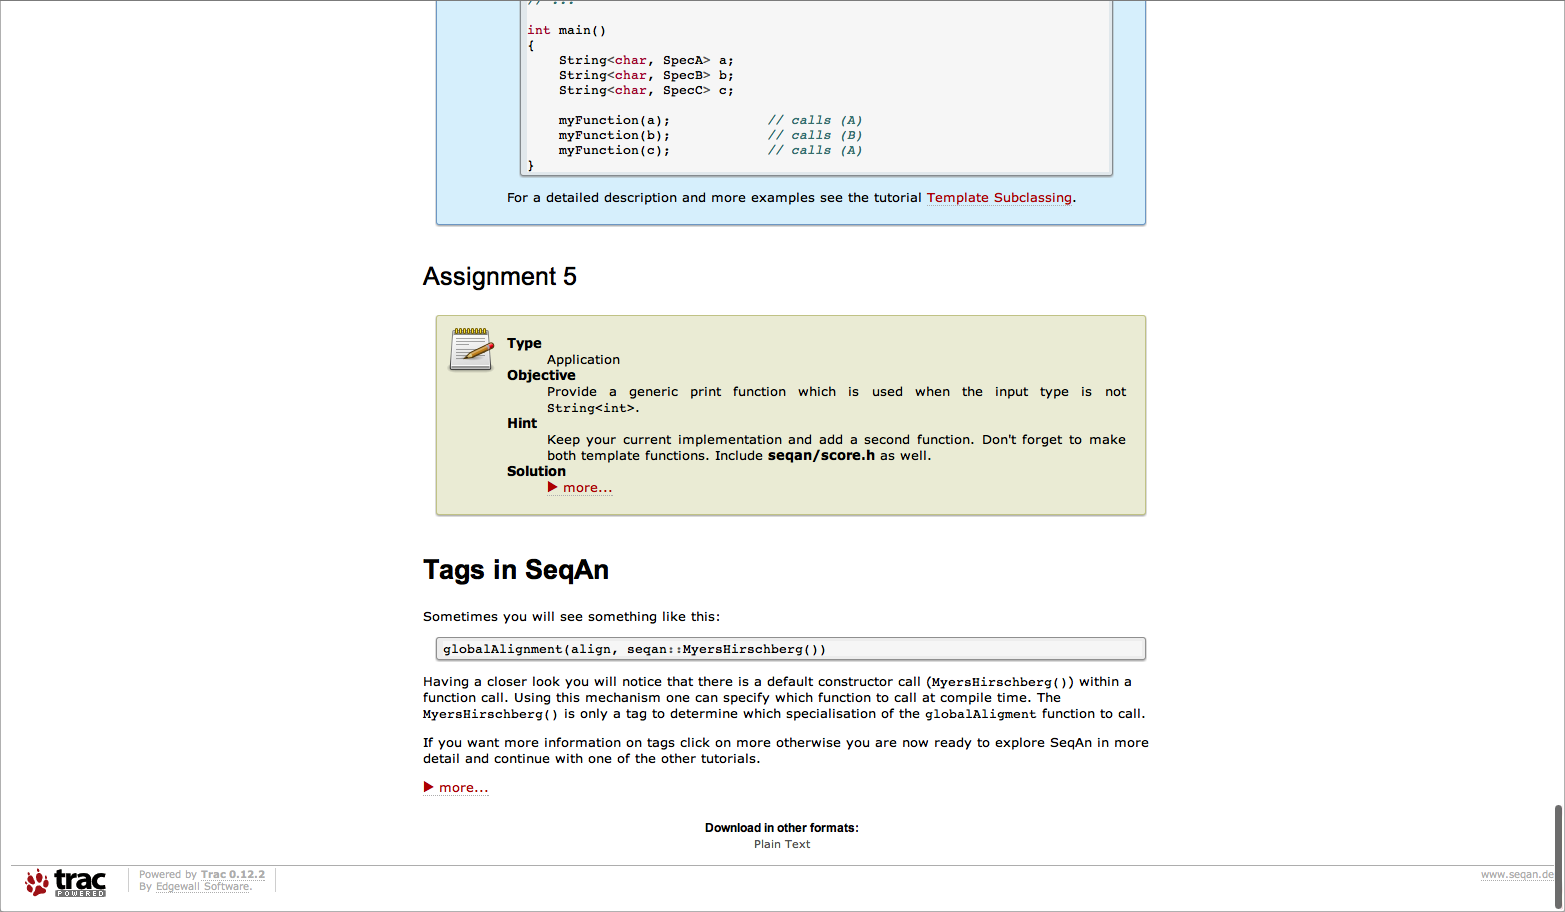 // ...
int main()
{
    String<char, SpecA> a;
    String<char, SpecB> b;
    String<char, SpecC> c;
    myFunction(a);             // calls (A)
    myFunction(b);             // calls (B)
    myFunction(c);             // calls (A)
}
For a detailed description and more examples see the tutorial Template Subclassing.
Assignment 5
Type
Application
Objective
Provide a generic print function which is used when the input type is not
String<int>.
Hint
Keep your current implementation and add a second function. Don't forget to make
both template functions. Include seqan/score.h as well.
Solution
▶ more...
Tags in SeqAn
Sometimes you will see something like this:
globalAlignment(align, seqan::MyersHirschberg())
Having a closer look you will notice that there is a default constructor call (MyersHirschberg()) within a
function call. Using this mechanism one can specify which function to call at compile time. The
MyersHirschberg() is only a tag to determine which specialisation of the globalAligment function to call.
If you want more information on tags click on more otherwise you are now ready to explore SeqAn in more
detail and continue with one of the other tutorials.
▶ more...
Download in other formats:
Plain Text
trac
POWERED
Powered by Trac 0.12.2
By Edgewall Software.
www.seqan.de